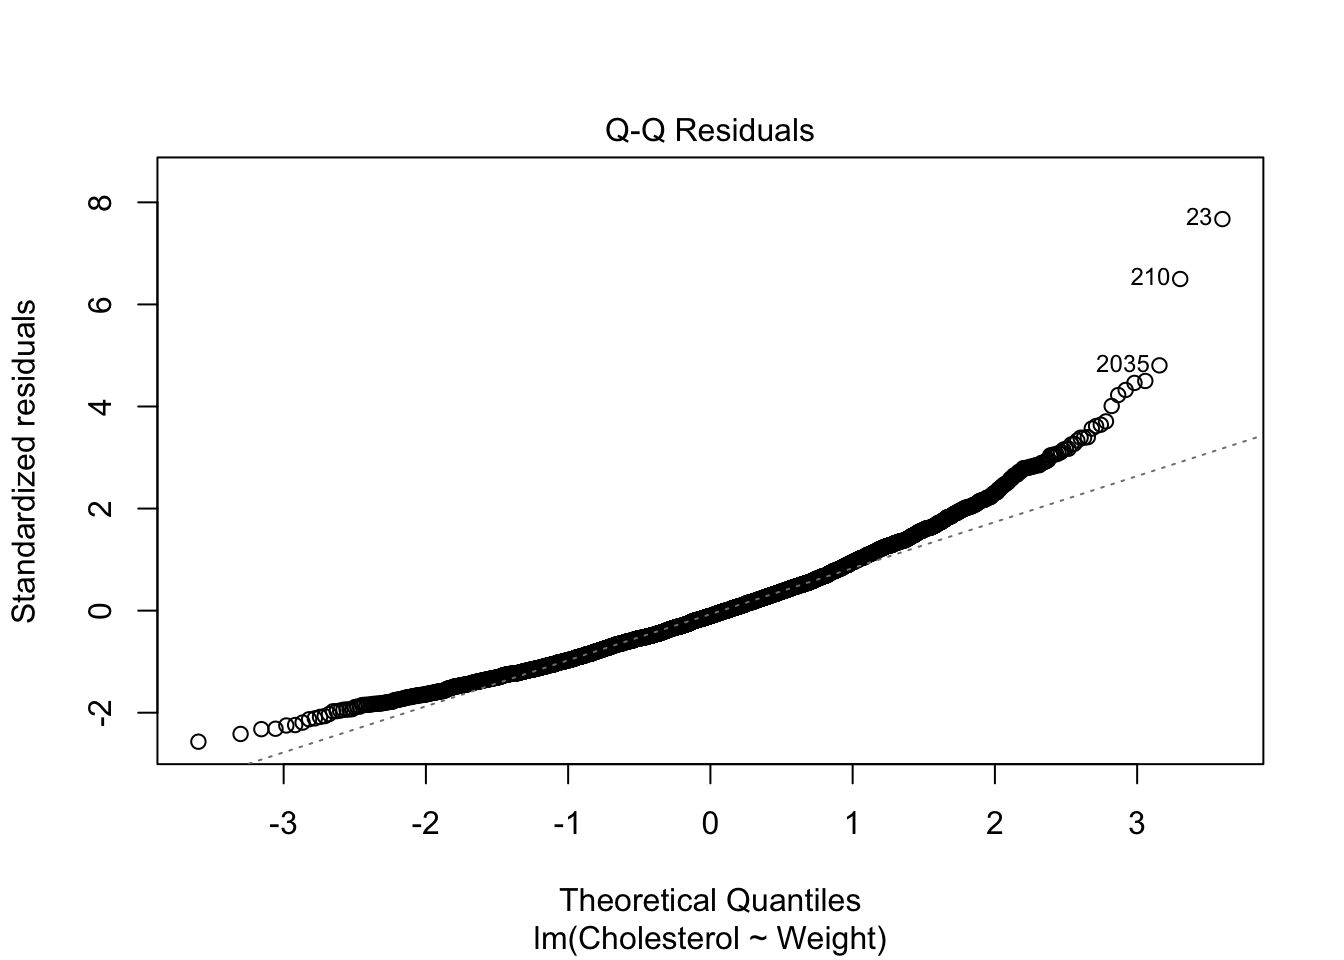 Q-Q Residuals
Standardized residuals
8
6
4
2
0
-2
23
210
2035
-3 -2 -1 0 1 2 3
Theoretical Quantiles
lm(Cholesterol ~ Weight)